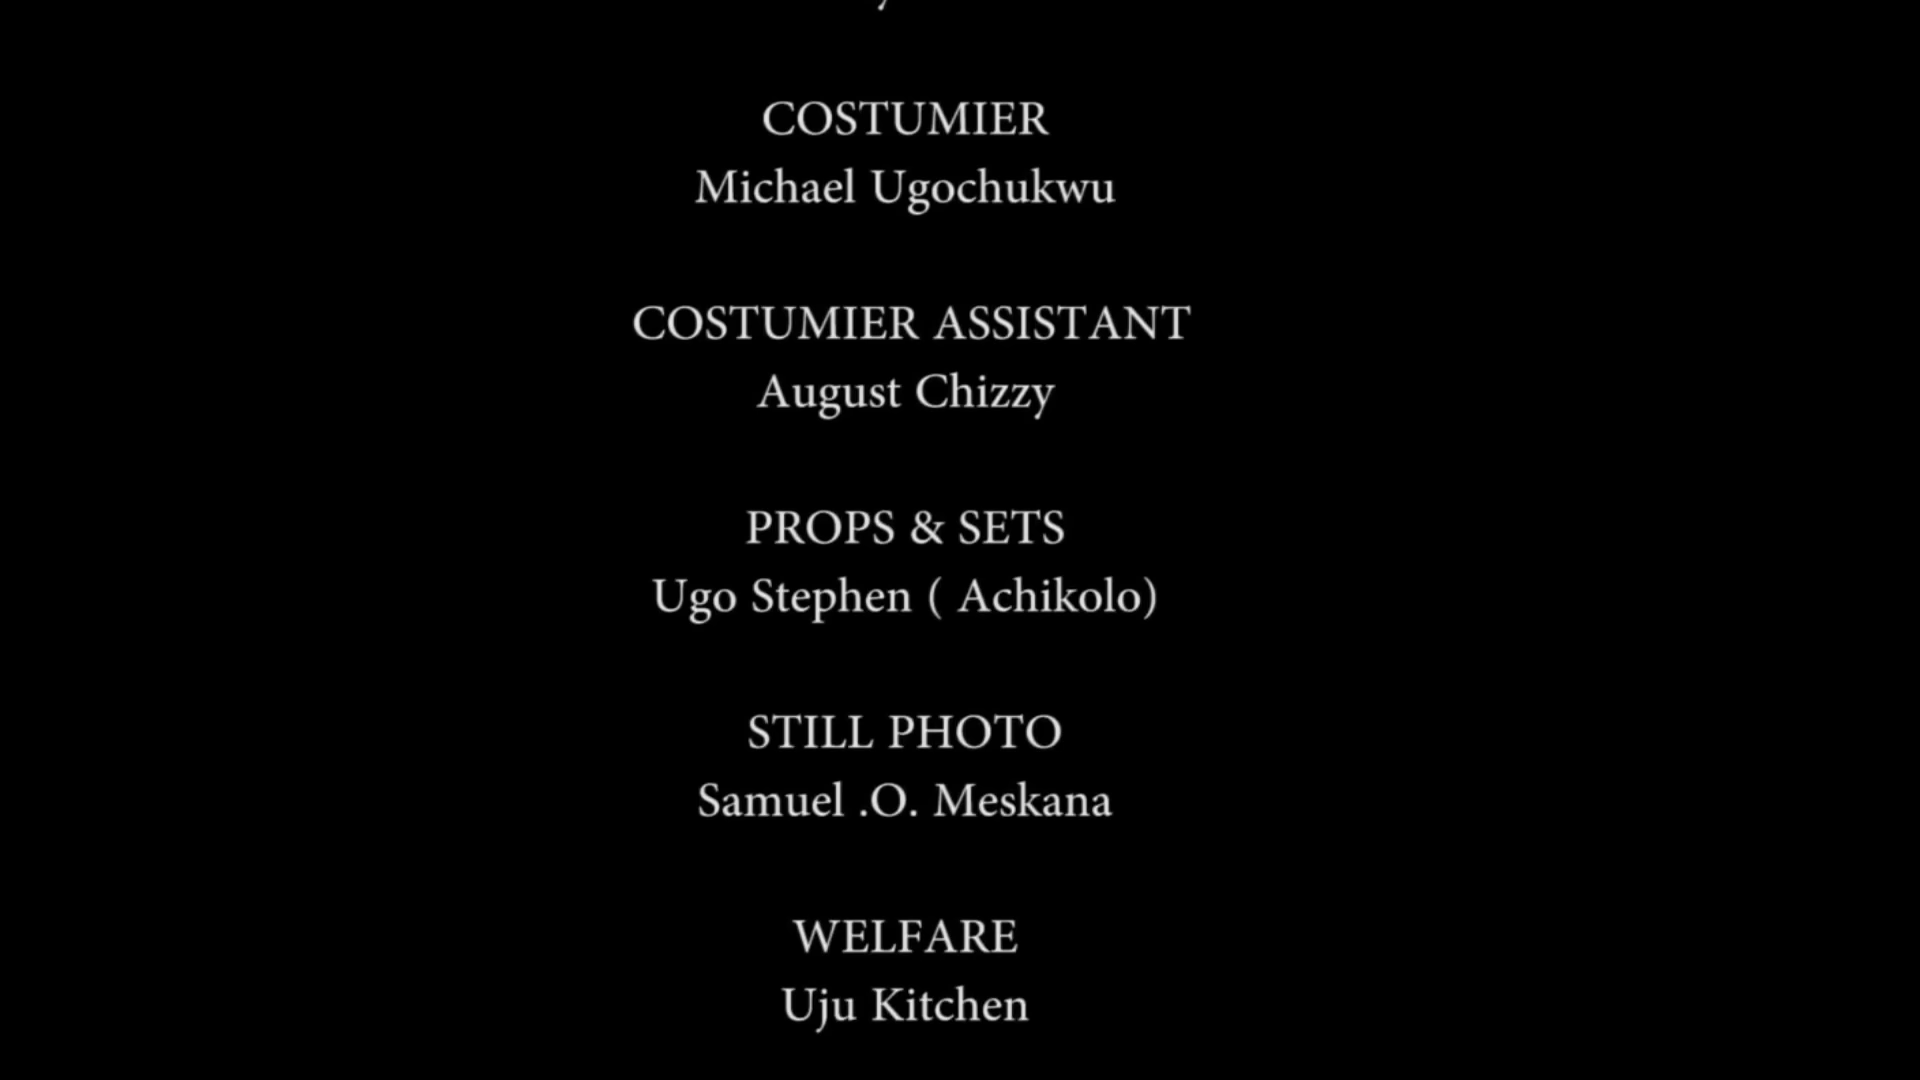 COSTUMIER
Michael Ugochukwu
COSTUMIER ASSISTANT
August Chizzy
PROPS & SETS
Ugo Stephen ( Achikolo)
STILL PHOTO
Samuel .O. Meskana
WELFARE
Uju Kitchen